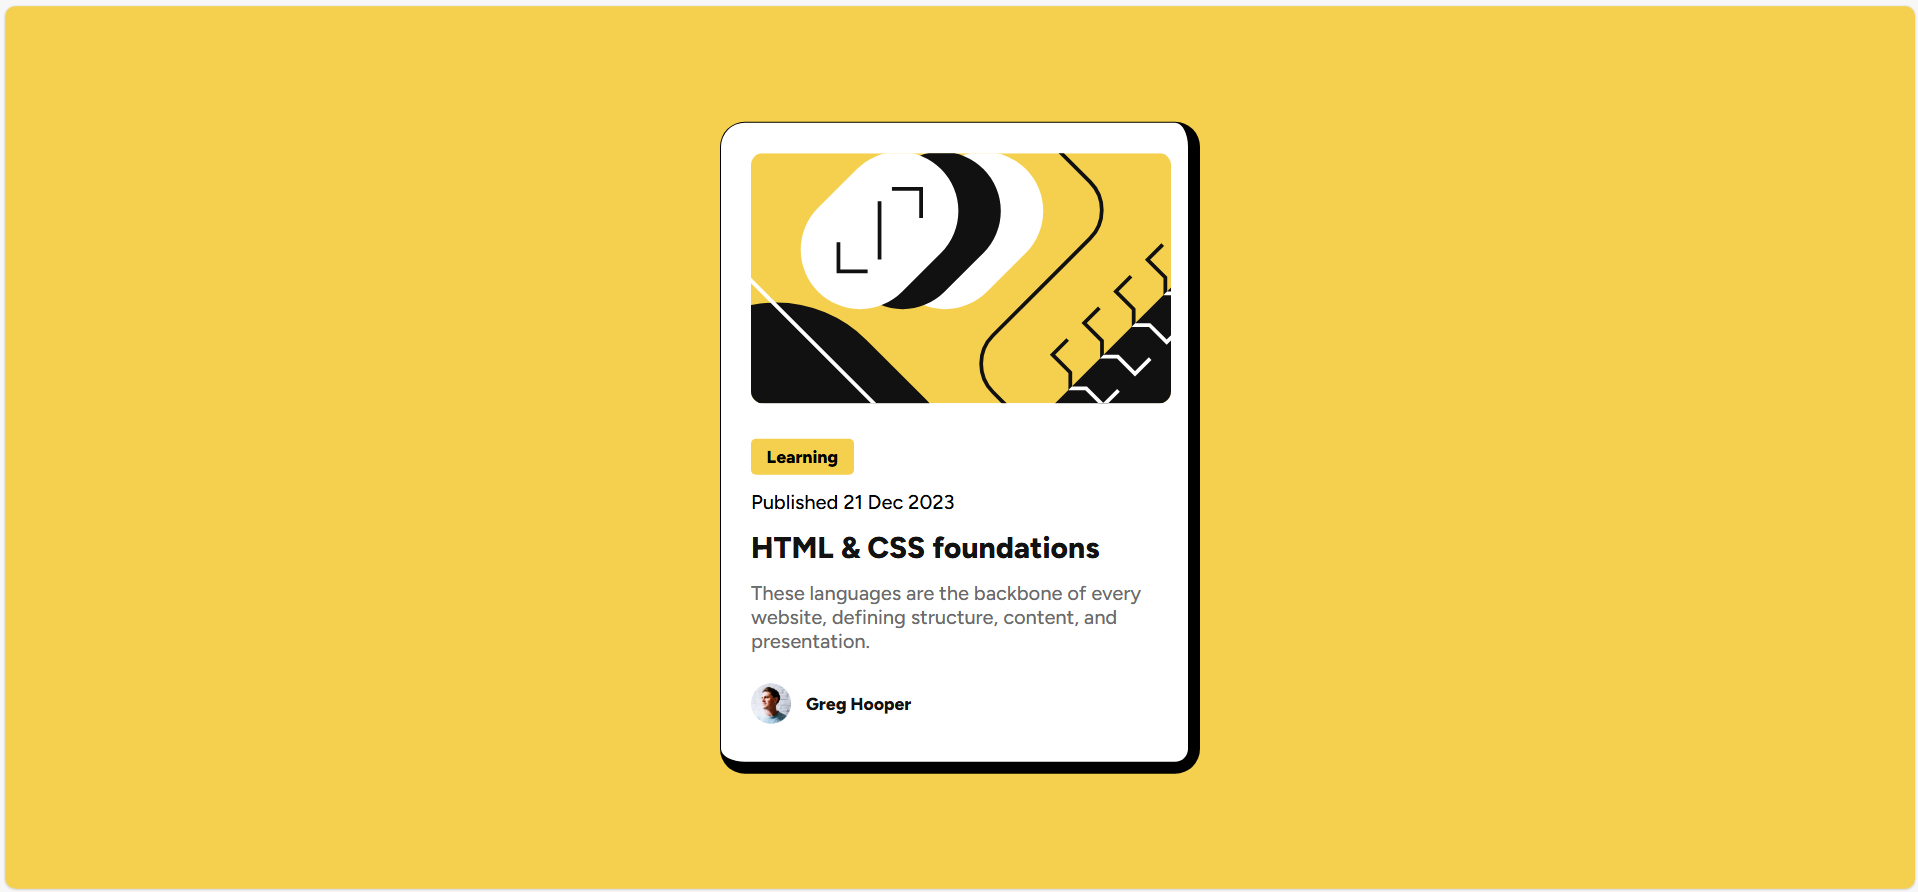 Learning
Published 21 Dec 2023
HTML & CSS foundations
These languages are the backbone of every
website, defining structure, content, and
presentation.
Greg Hooper